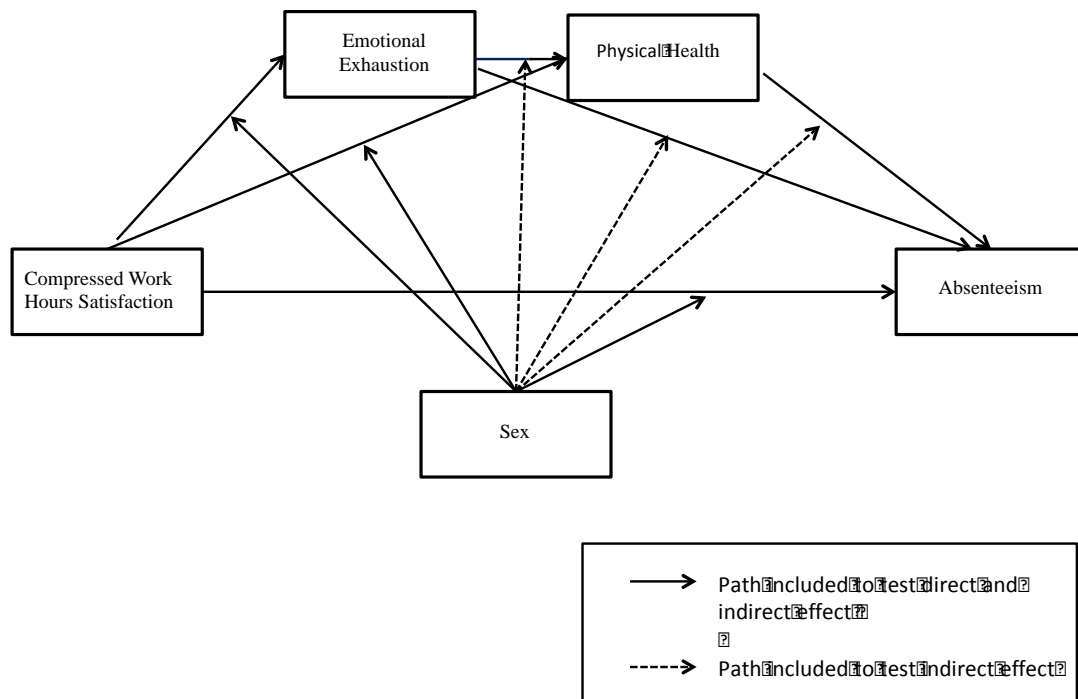 Emotional
Exhaustion
Physical Health
Compressed Work
Hours Satisfaction
Absenteeism
Sex
Path included to test direct and
indirect effect
Path included to test indirect effect